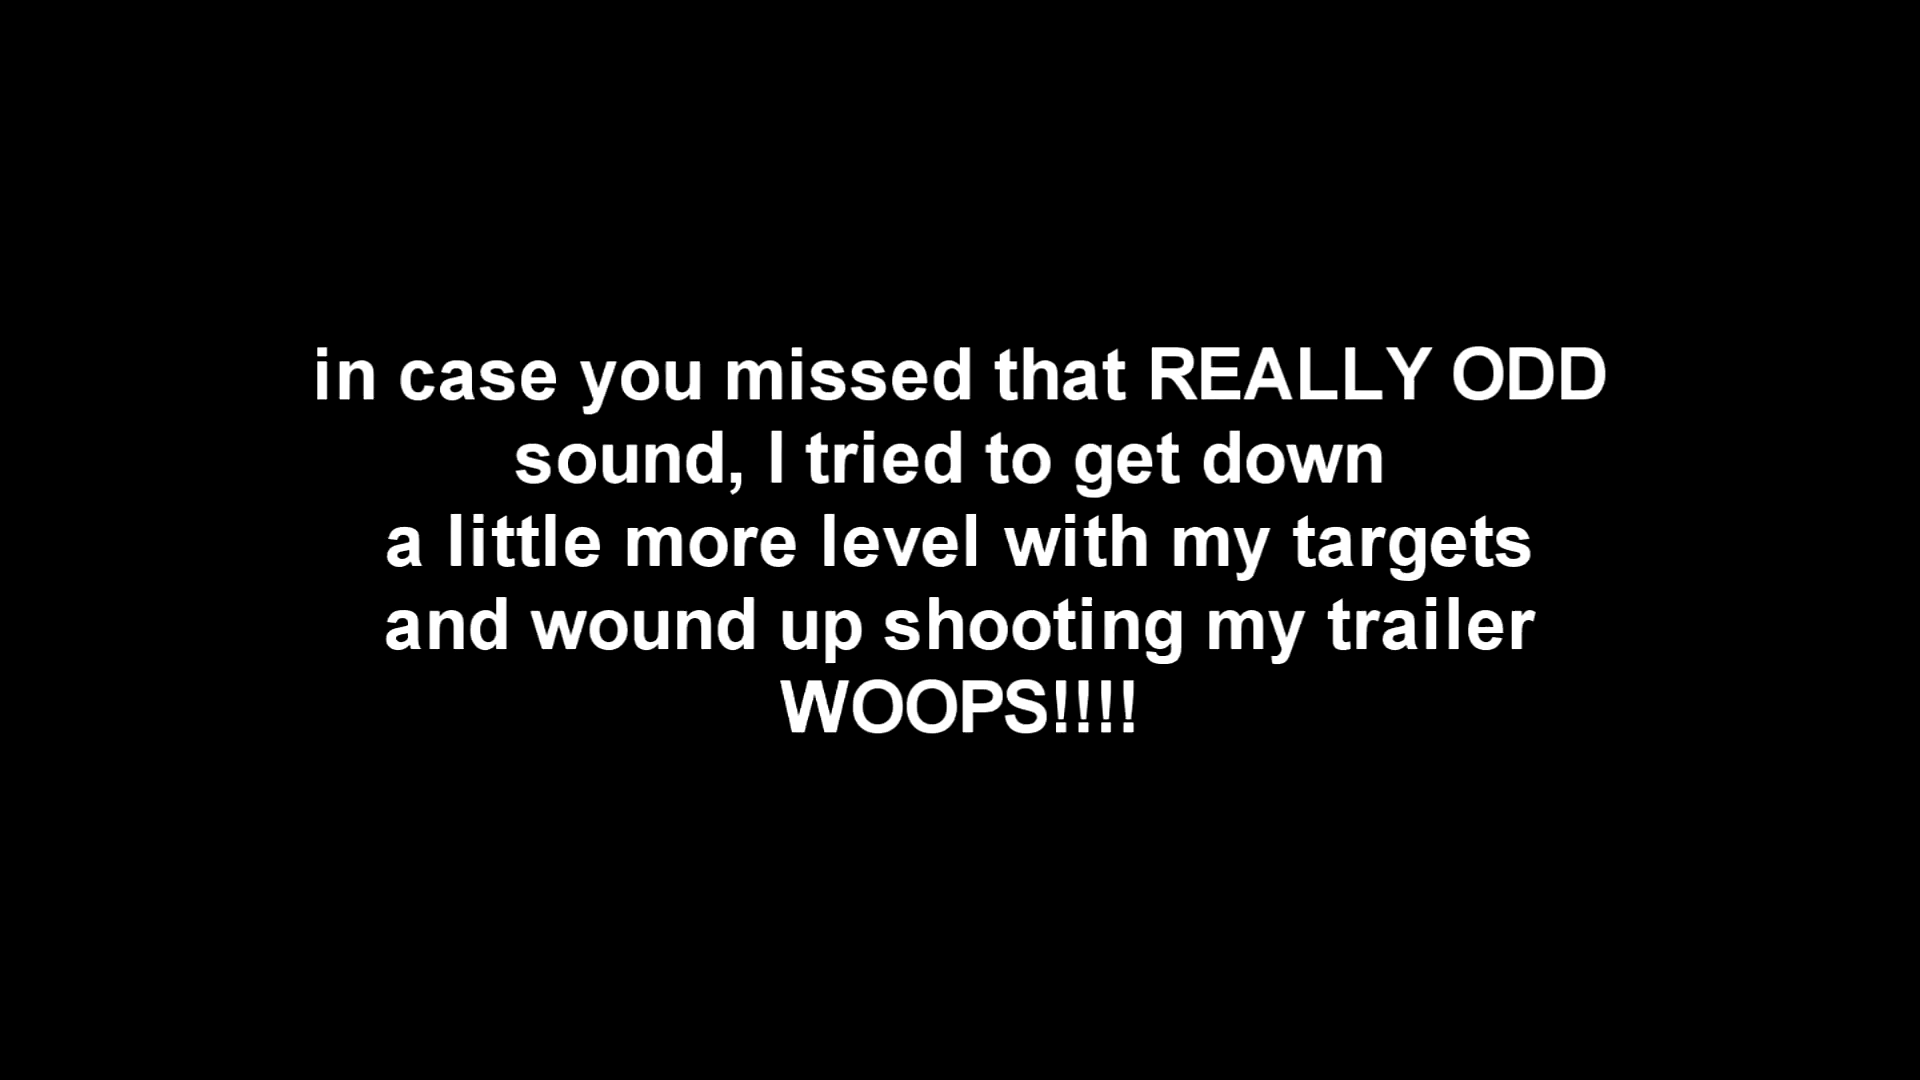 in case you missed that REALLY ODD
sound, I tried to get down
a little more level with my targets
and wound up shooting my trailer
WOOPS!!!!